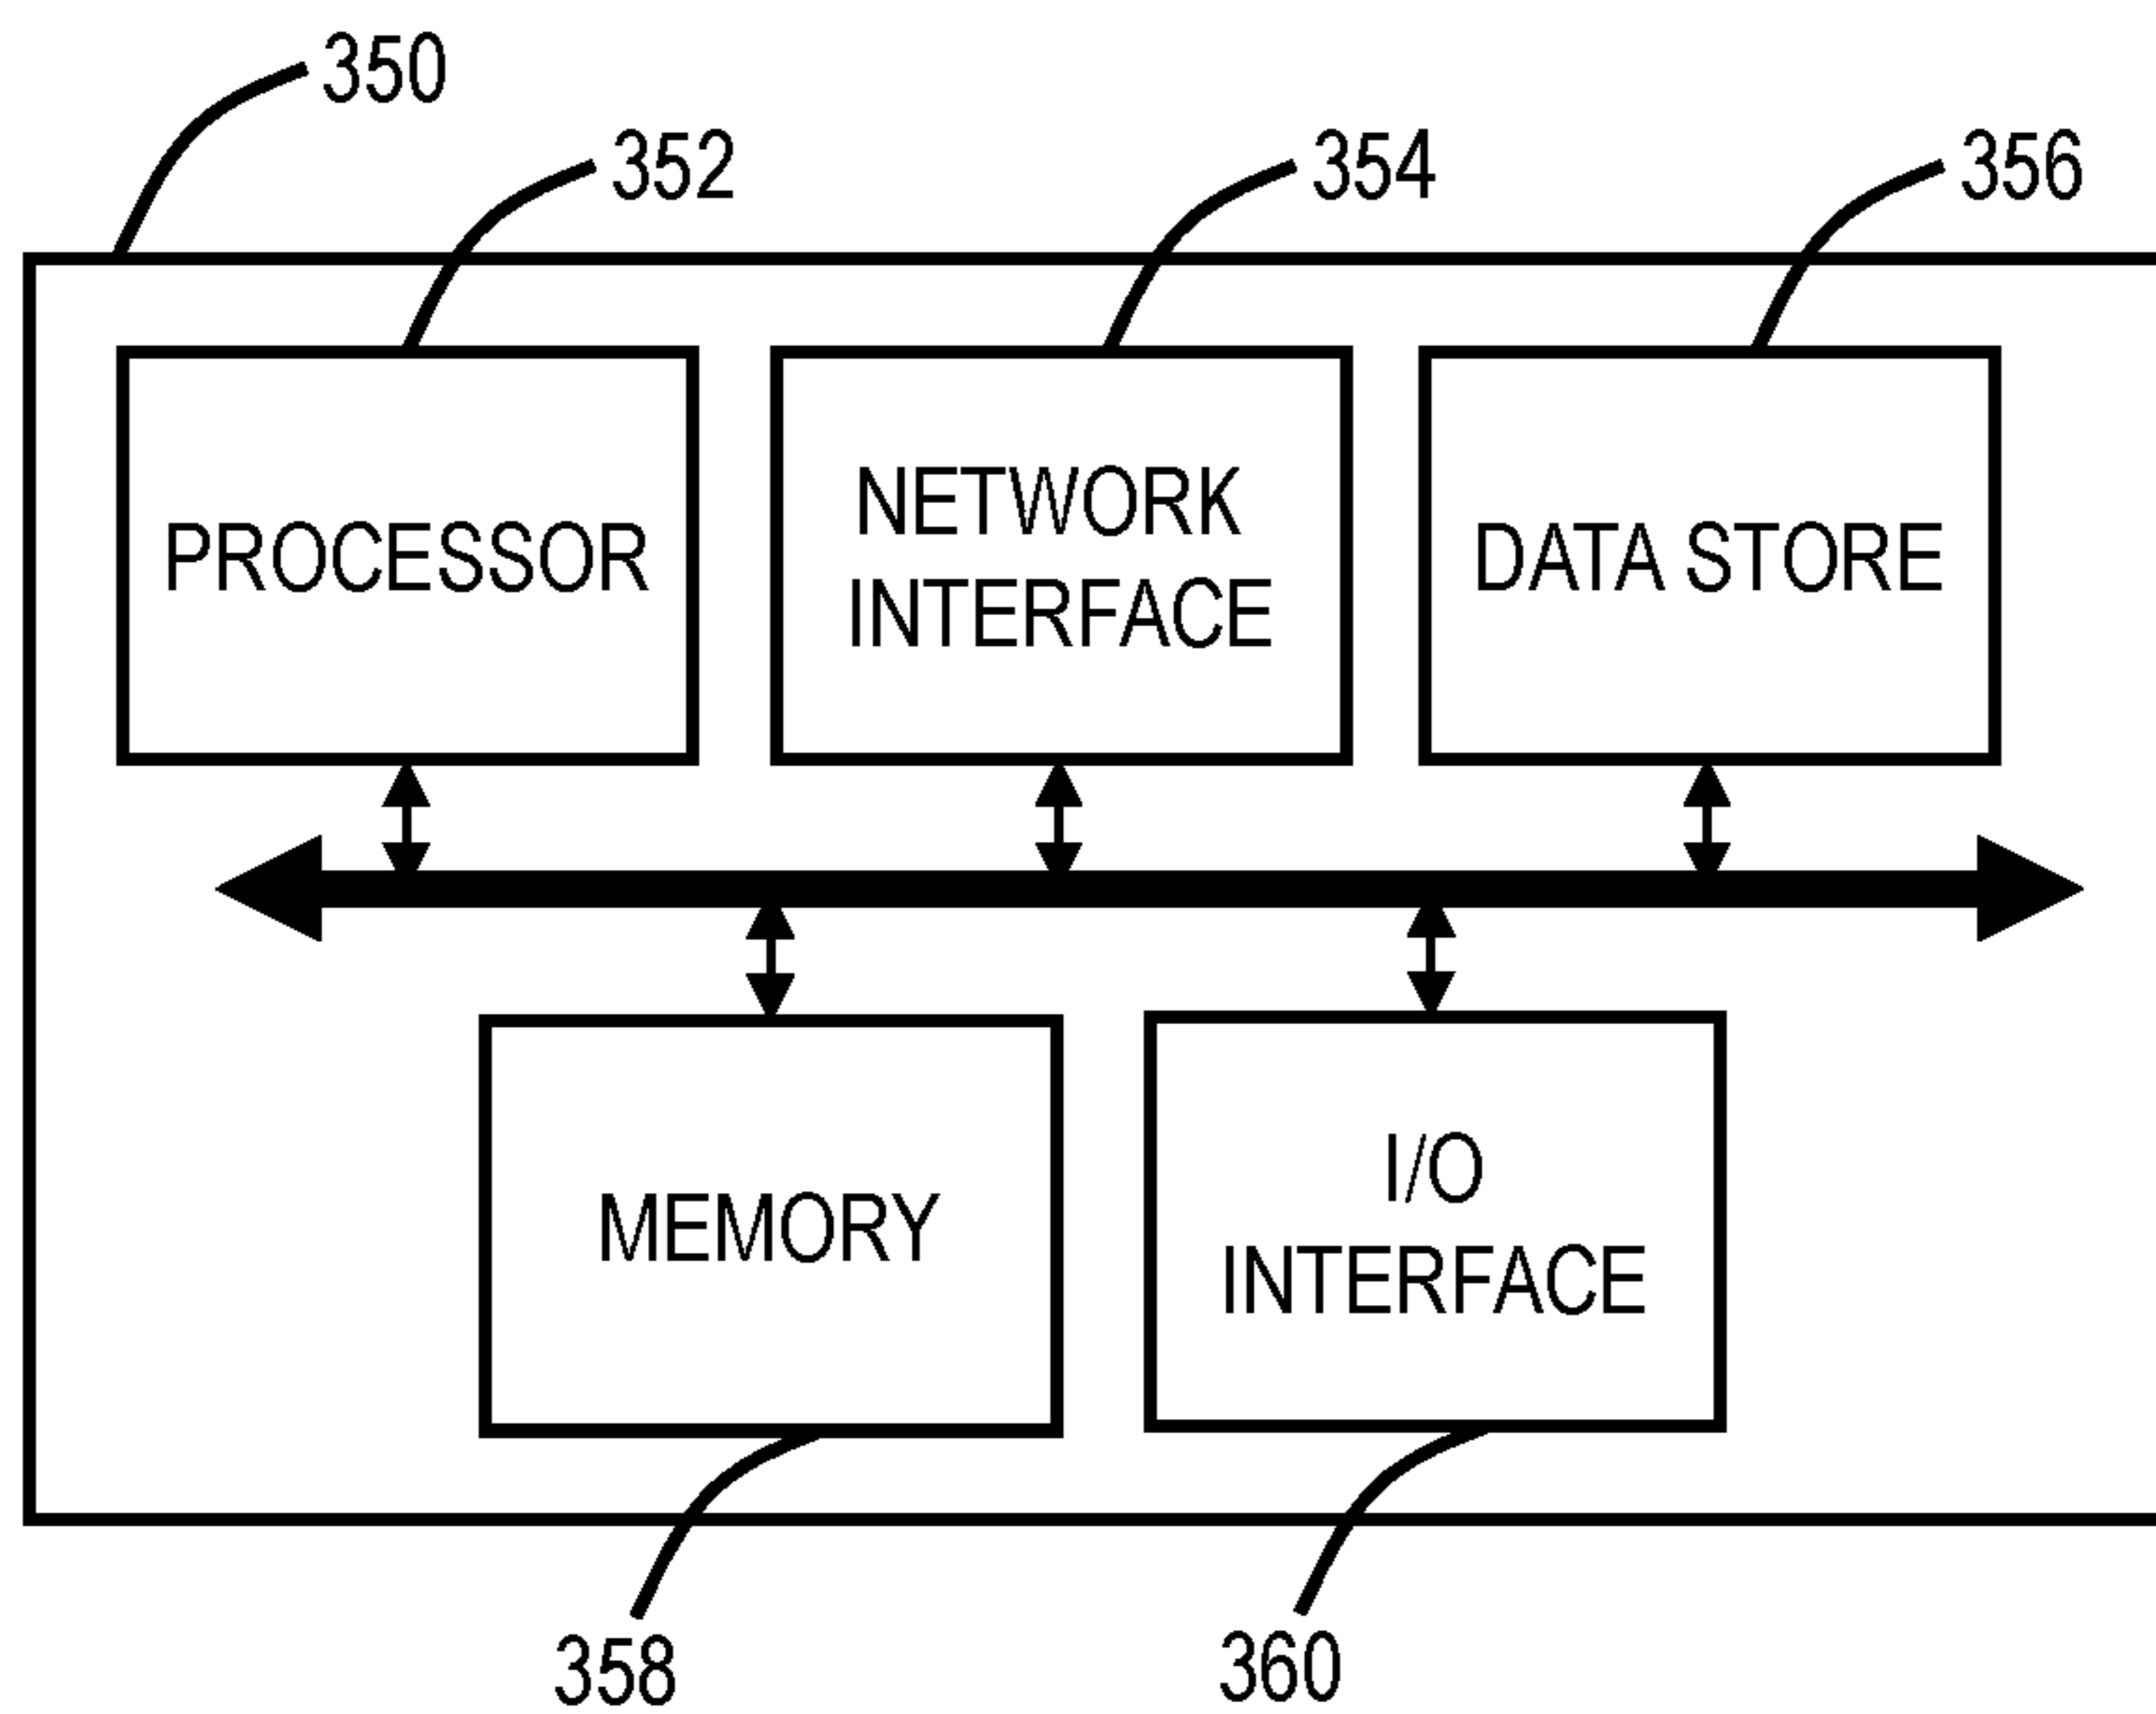 350
352
354
356
PROCESSOR
NETWORK
INTERFACE
DATA STORE
MEMORY
I/O
INTERFACE
358
360